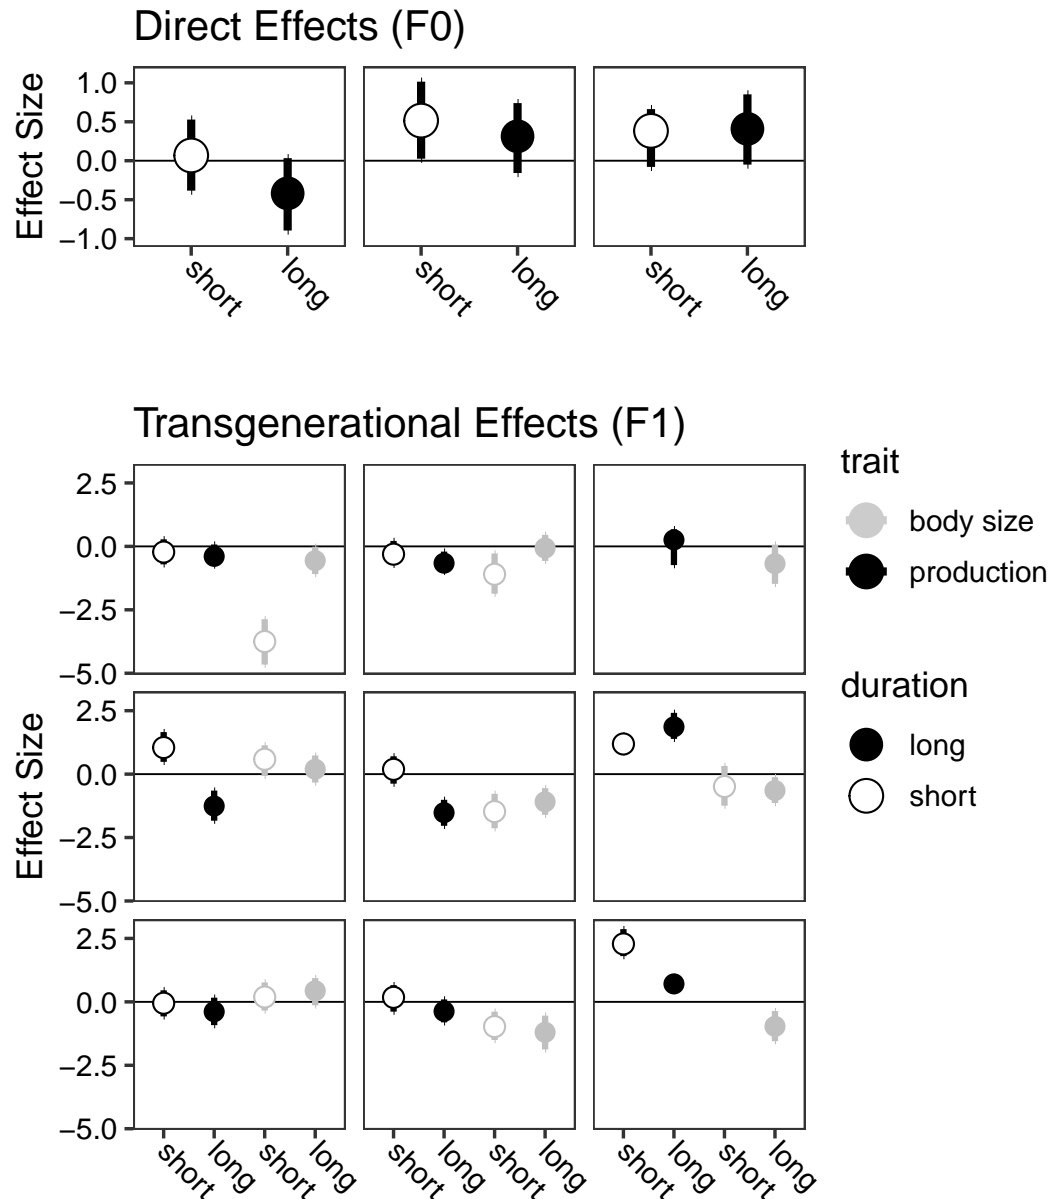 Direct Effects (F0)
Effect Size
1.0
0.5
0.0
−0.5
−1.0
short long short long short long
Transgenerational Effects (F1)
Effect Size
2.5
0.0
−2.5
−5.0
2.5
0.0
−2.5
−5.0
2.5
0.0
−2.5
−5.0
short long short long short long short long short long short long
trait
body size
production
duration
long
short